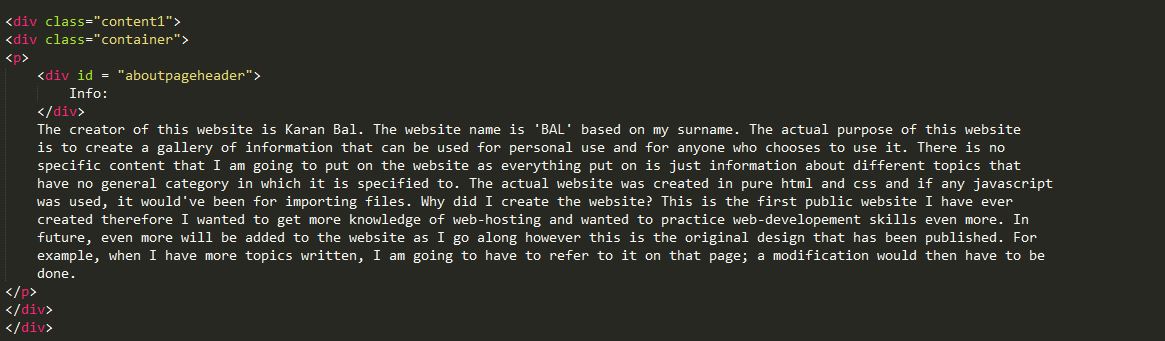 <div class="content1">
<div class="container">
<p>
<div id = "aboutpageheader">
Info:
</div>
The creator of this website is Karan Bal. The website name is 'BAL' based on my surname. The actual purpose of this website
is to create a gallery of information that can be used for personal use and for anyone who chooses to use it. There is no
specific content that I am going to put on the website as everything put on is just information about different topics that
have no general category in which it is specified to. The actual website was created in pure html and css and if any javascript
was used, it would've been for importing files. Why did I create the website? This is the first public website I have ever
created therefore I wanted to get more knowledge of web-hosting and wanted to practice web-developement skills even more. In
future, even more will be added to the website as I go along however this is the original design that has been published. For
example, when I have more topics written, I am going to have to refer to it on that page; a modification would then have to be
done.
</p>
</div>
</div>